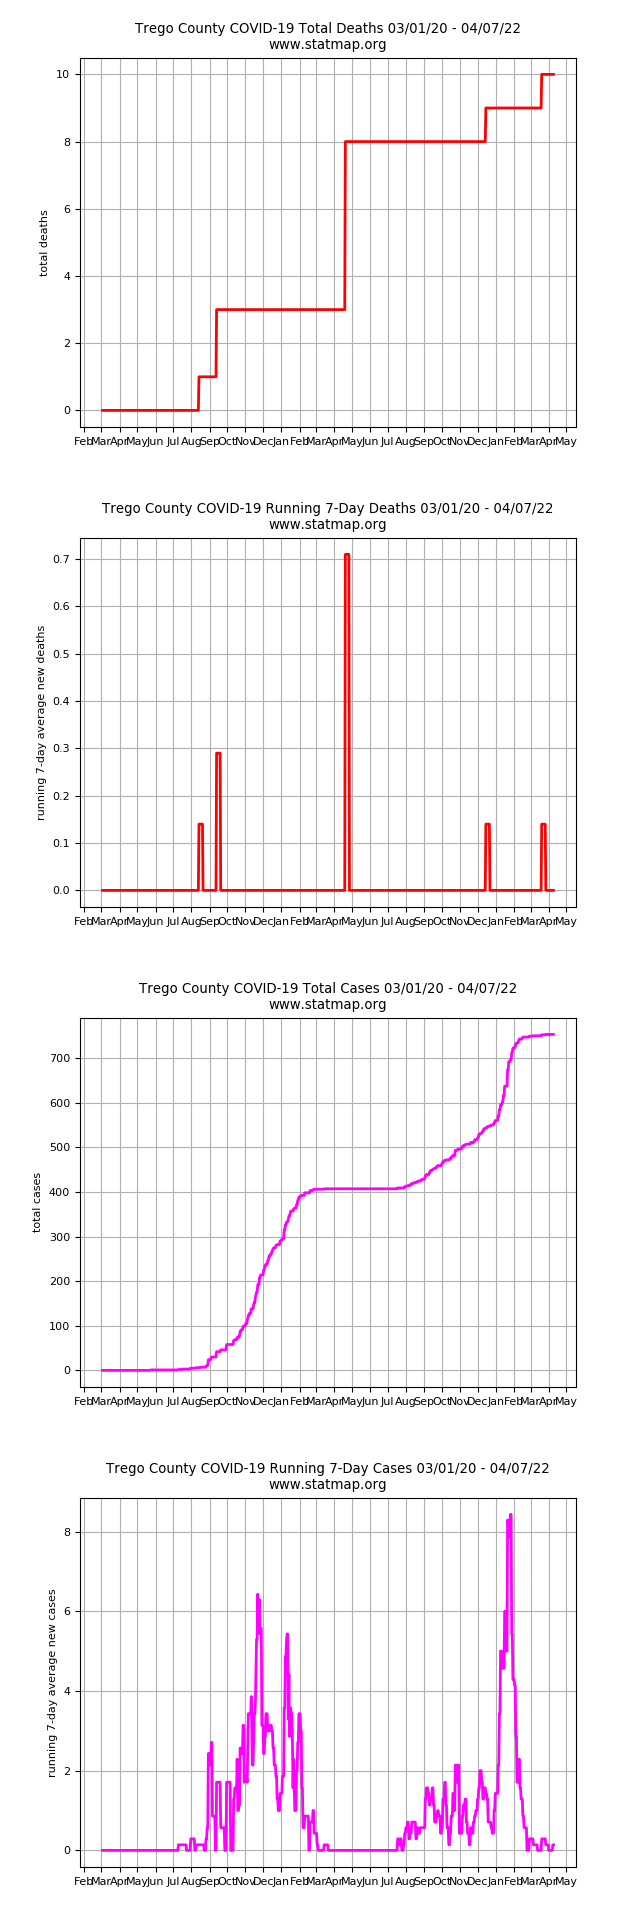 Trego County COVID-19 Total Deaths 03/01/20 - 04/07/22
www.statmap.org
10
8
6
4
2
0
total deaths
Feb Mar Apr May Jun Jul Aug Sep Oct Nov Dec Jan Feb Mar Apr May Jun Jul Aug Sep Oct Nov Dec Jan Feb Mar Apr May
Trego County COVID-19 Running 7-Day Deaths 03/01/20 - 04/07/22
www.statmap.org
0.7
0.6
0.5
0.4
0.3
0.2
0.1
0.0
running 7-day average new deaths
Feb Mar Apr May Jun Jul Aug Sep Oct Nov Dec Jan Feb Mar Apr May Jun Jul Aug Sep Oct Nov Dec Jan Feb Mar Apr May
Trego County COVID-19 Total Cases 03/01/20 - 04/07/22
www.statmap.org
700
600
500
400
300
200
100
0
total cases
Feb Mar Apr May Jun Jul Aug Sep Oct Nov Dec Jan Feb Mar Apr May Jun Jul Aug Sep Oct Nov Dec Jan Feb Mar Apr May
Trego County COVID-19 Running 7-Day Cases 03/01/20 - 04/07/22
www.statmap.org
8
6
4
2
0
running 7-day average new cases
Feb Mar Apr May Jun Jul Aug Sep Oct Nov Dec Jan Feb Mar Apr May Jun Jul Aug Sep Oct Nov Dec Jan Feb Mar Apr May